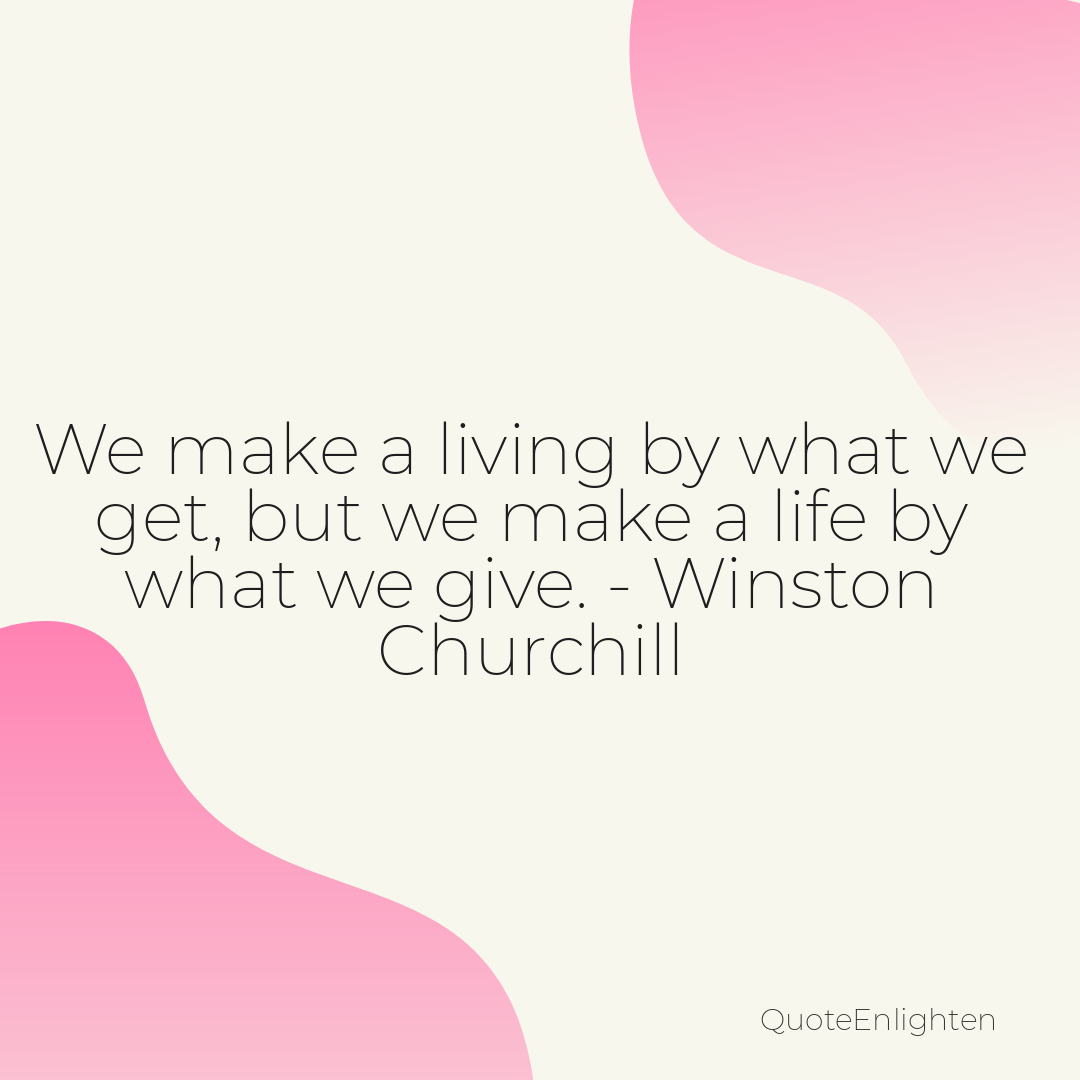 We make a living by what we
get, but we make a life by
what we give. - Winston
Churchill
QuoteEnlighten